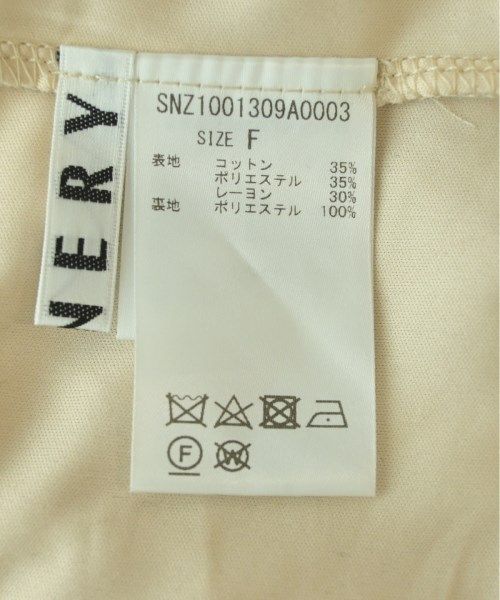 NERY
SNZ1001309A0003
SIZE F
表地 コットン 35%
ポリエステル 35%
レーヨン 30%
裏地 ポリエステル 100%
F
W